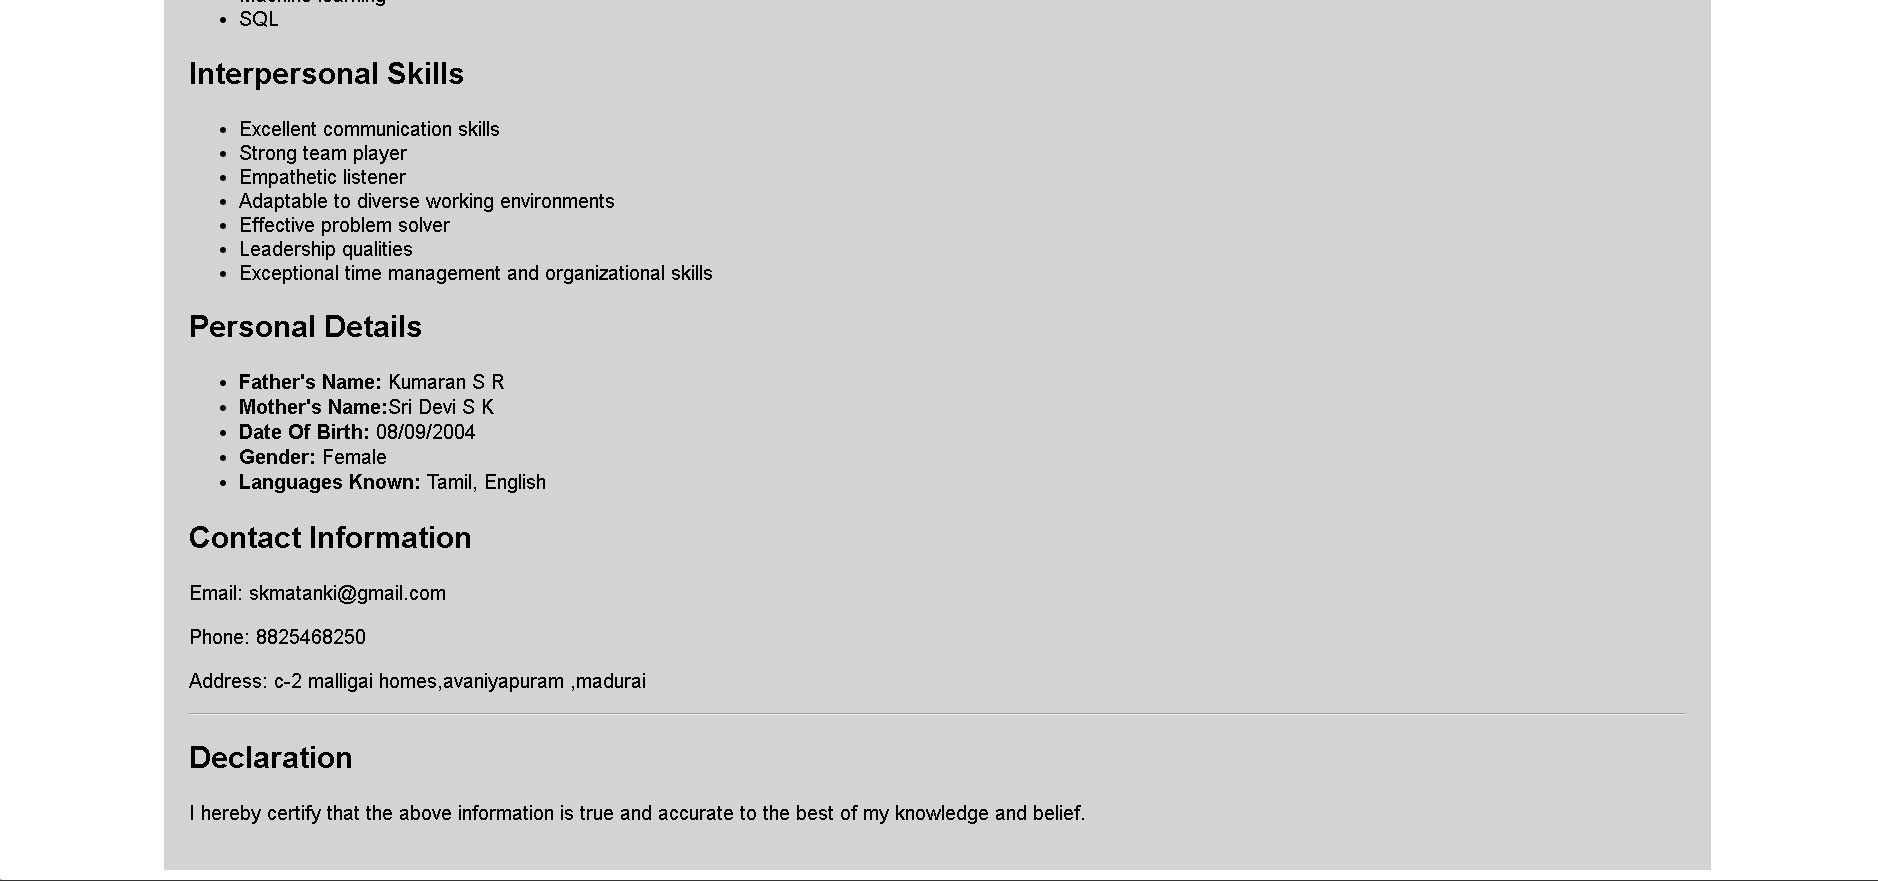 Machine learning
SQL
Interpersonal Skills
Excellent communication skills
Strong team player
Empathetic listener
Adaptable to diverse working environments
Effective problem solver
Leadership qualities
Exceptional time management and organizational skills
Personal Details
Father's Name: Kumaran S R
Mother's Name:Sri Devi S K
Date Of Birth: 08/09/2004
Gender: Female
Languages Known: Tamil, English
Contact Information
Email: skmatanki@gmail.com
Phone: 8825468250
Address: c-2 malligai homes,avaniyapuram ,madurai
Declaration
I hereby certify that the above information is true and accurate to the best of my knowledge and belief.